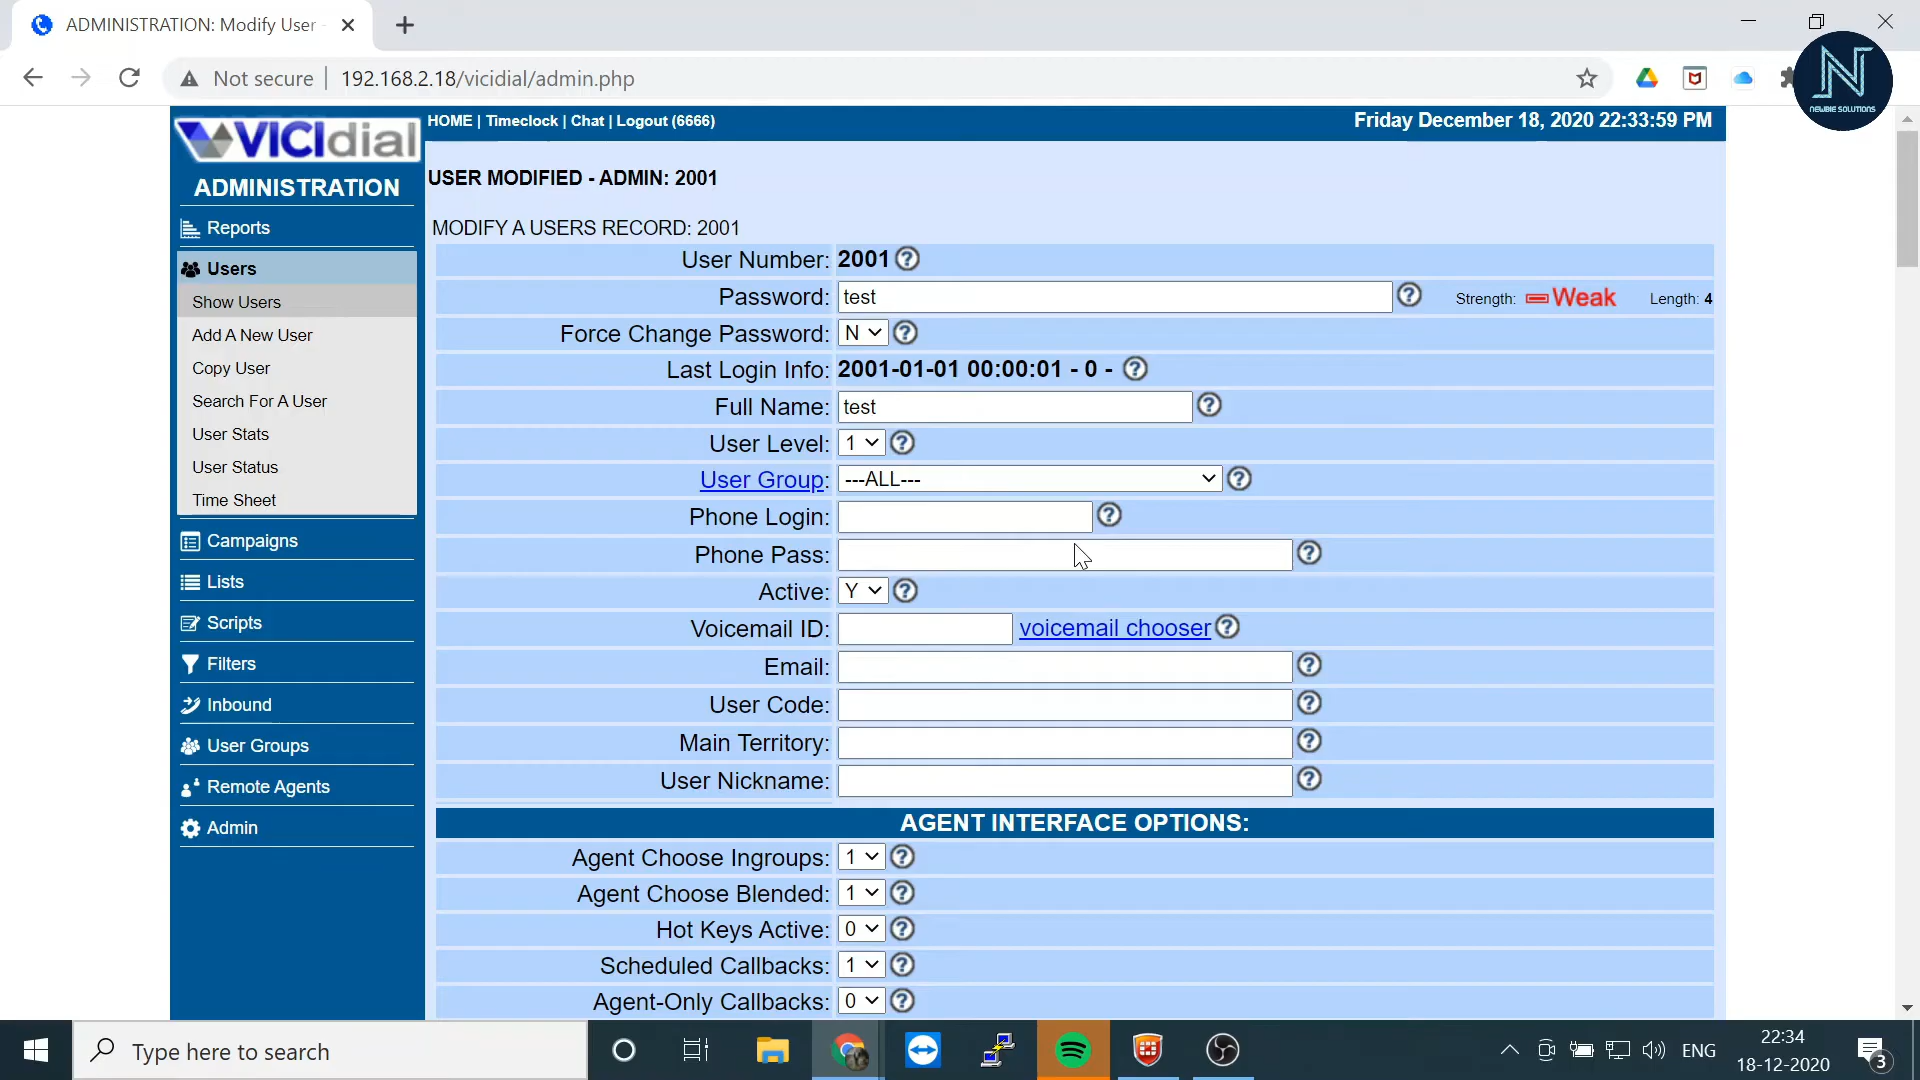 ADMINISTRATION: Modify User
Not secure | 192.168.2.18/vicidial/admin.php
N
NEWBIE SOLUTIONS
VICIdial
HOME | Timeclock | Chat | Logout (6666)
Friday December 18, 2020 22:33:59 PM
ADMINISTRATION
Reports
Users
Show Users
Add A New User
Copy User
Search For A User
User Stats
User Status
Time Sheet
Campaigns
Lists
Scripts
Filters
Inbound
User Groups
Remote Agents
Admin
USER MODIFIED - ADMIN: 2001
MODIFY A USERS RECORD: 2001
User Number: 2001
Password: test Strength: Weak Length: 4
Force Change Password: N
Last Login Info: 2001-01-01 00:00:01 - 0 -
Full Name: test
User Level: 1
User Group: ---ALL---
Phone Login:
Phone Pass:
Active: Y
Voicemail ID: voicemail chooser
Email:
User Code:
Main Territory:
User Nickname:
AGENT INTERFACE OPTIONS:
Agent Choose Ingroups: 1
Agent Choose Blended: 1
Hot Keys Active: 0
Scheduled Callbacks: 1
Agent-Only Callbacks: 0
Type here to search
ENG
22:34
18-12-2020
3